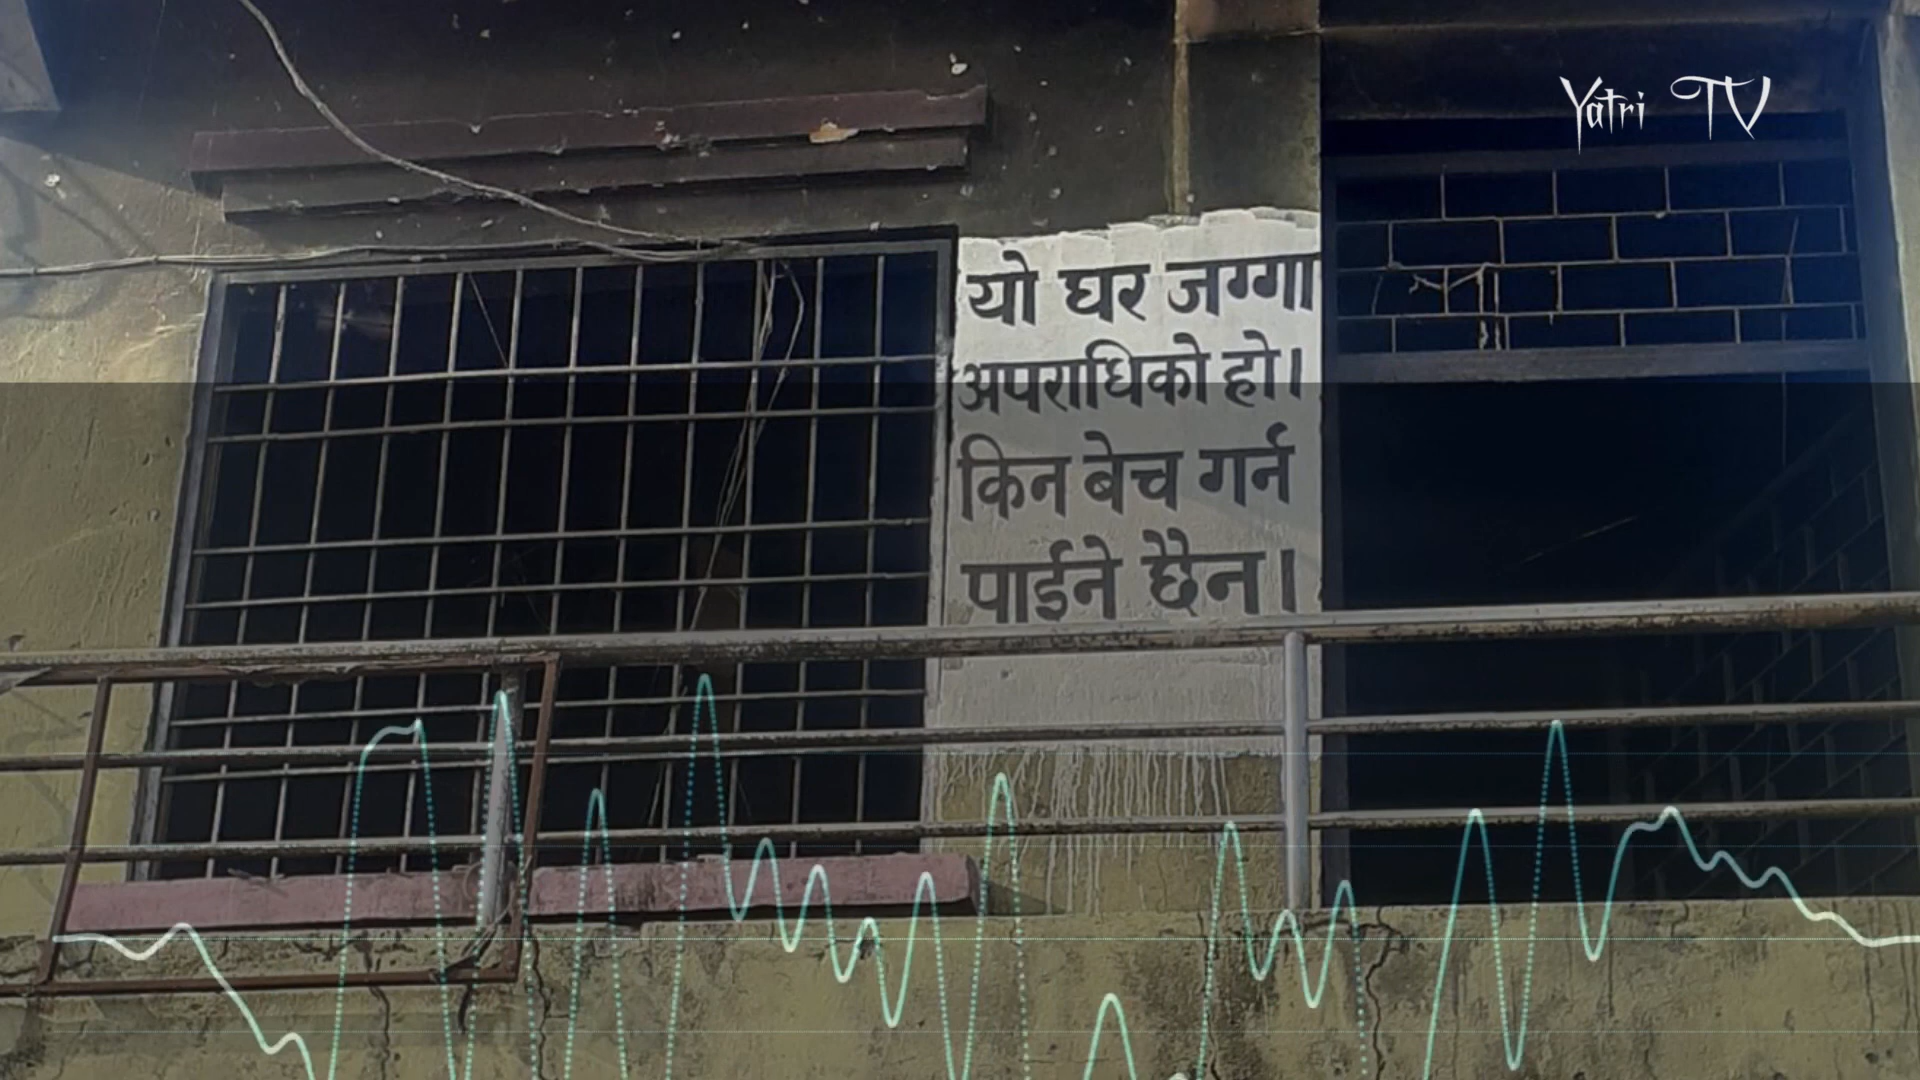 Yatri TV
यो घर जग्गा
अपराधिको हो।
किन बेच गर्न
पाईने छैन।